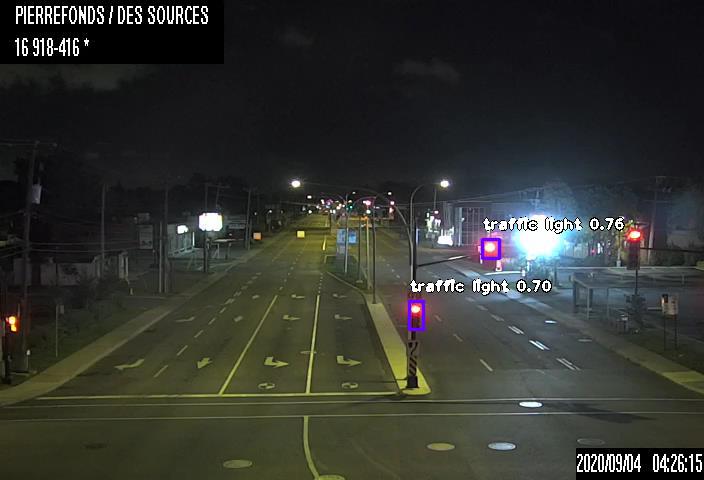 PIERREFONDS / DES SOURCES
16 918-416 *
traffic light 0.76
traffic light 0.70
2020/09/04 04:26:15